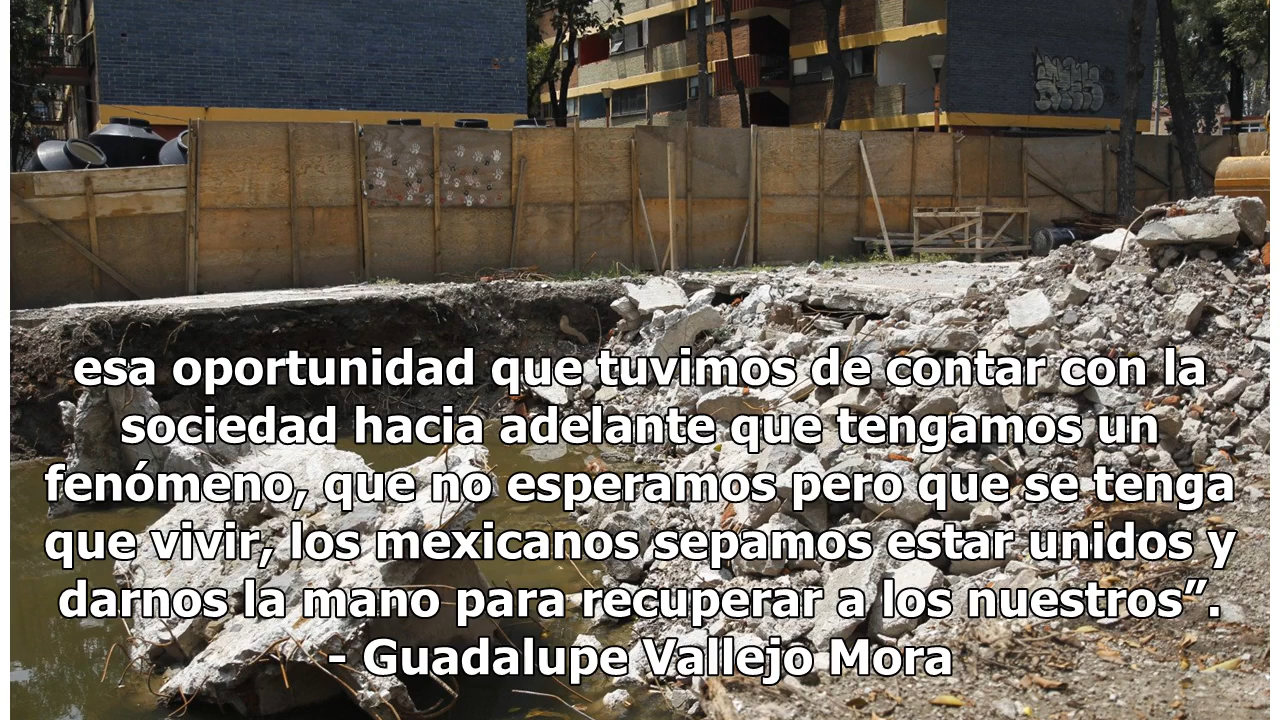 esa oportunidad que tuvimos de contar con la
sociedad hacia adelante que tengamos un
fenómeno, que no esperamos pero que se tenga
que vivir, los mexicanos sepamos estar unidos y
darnos la mano para recuperar a los nuestros”.
- Guadalupe Vallejo Mora